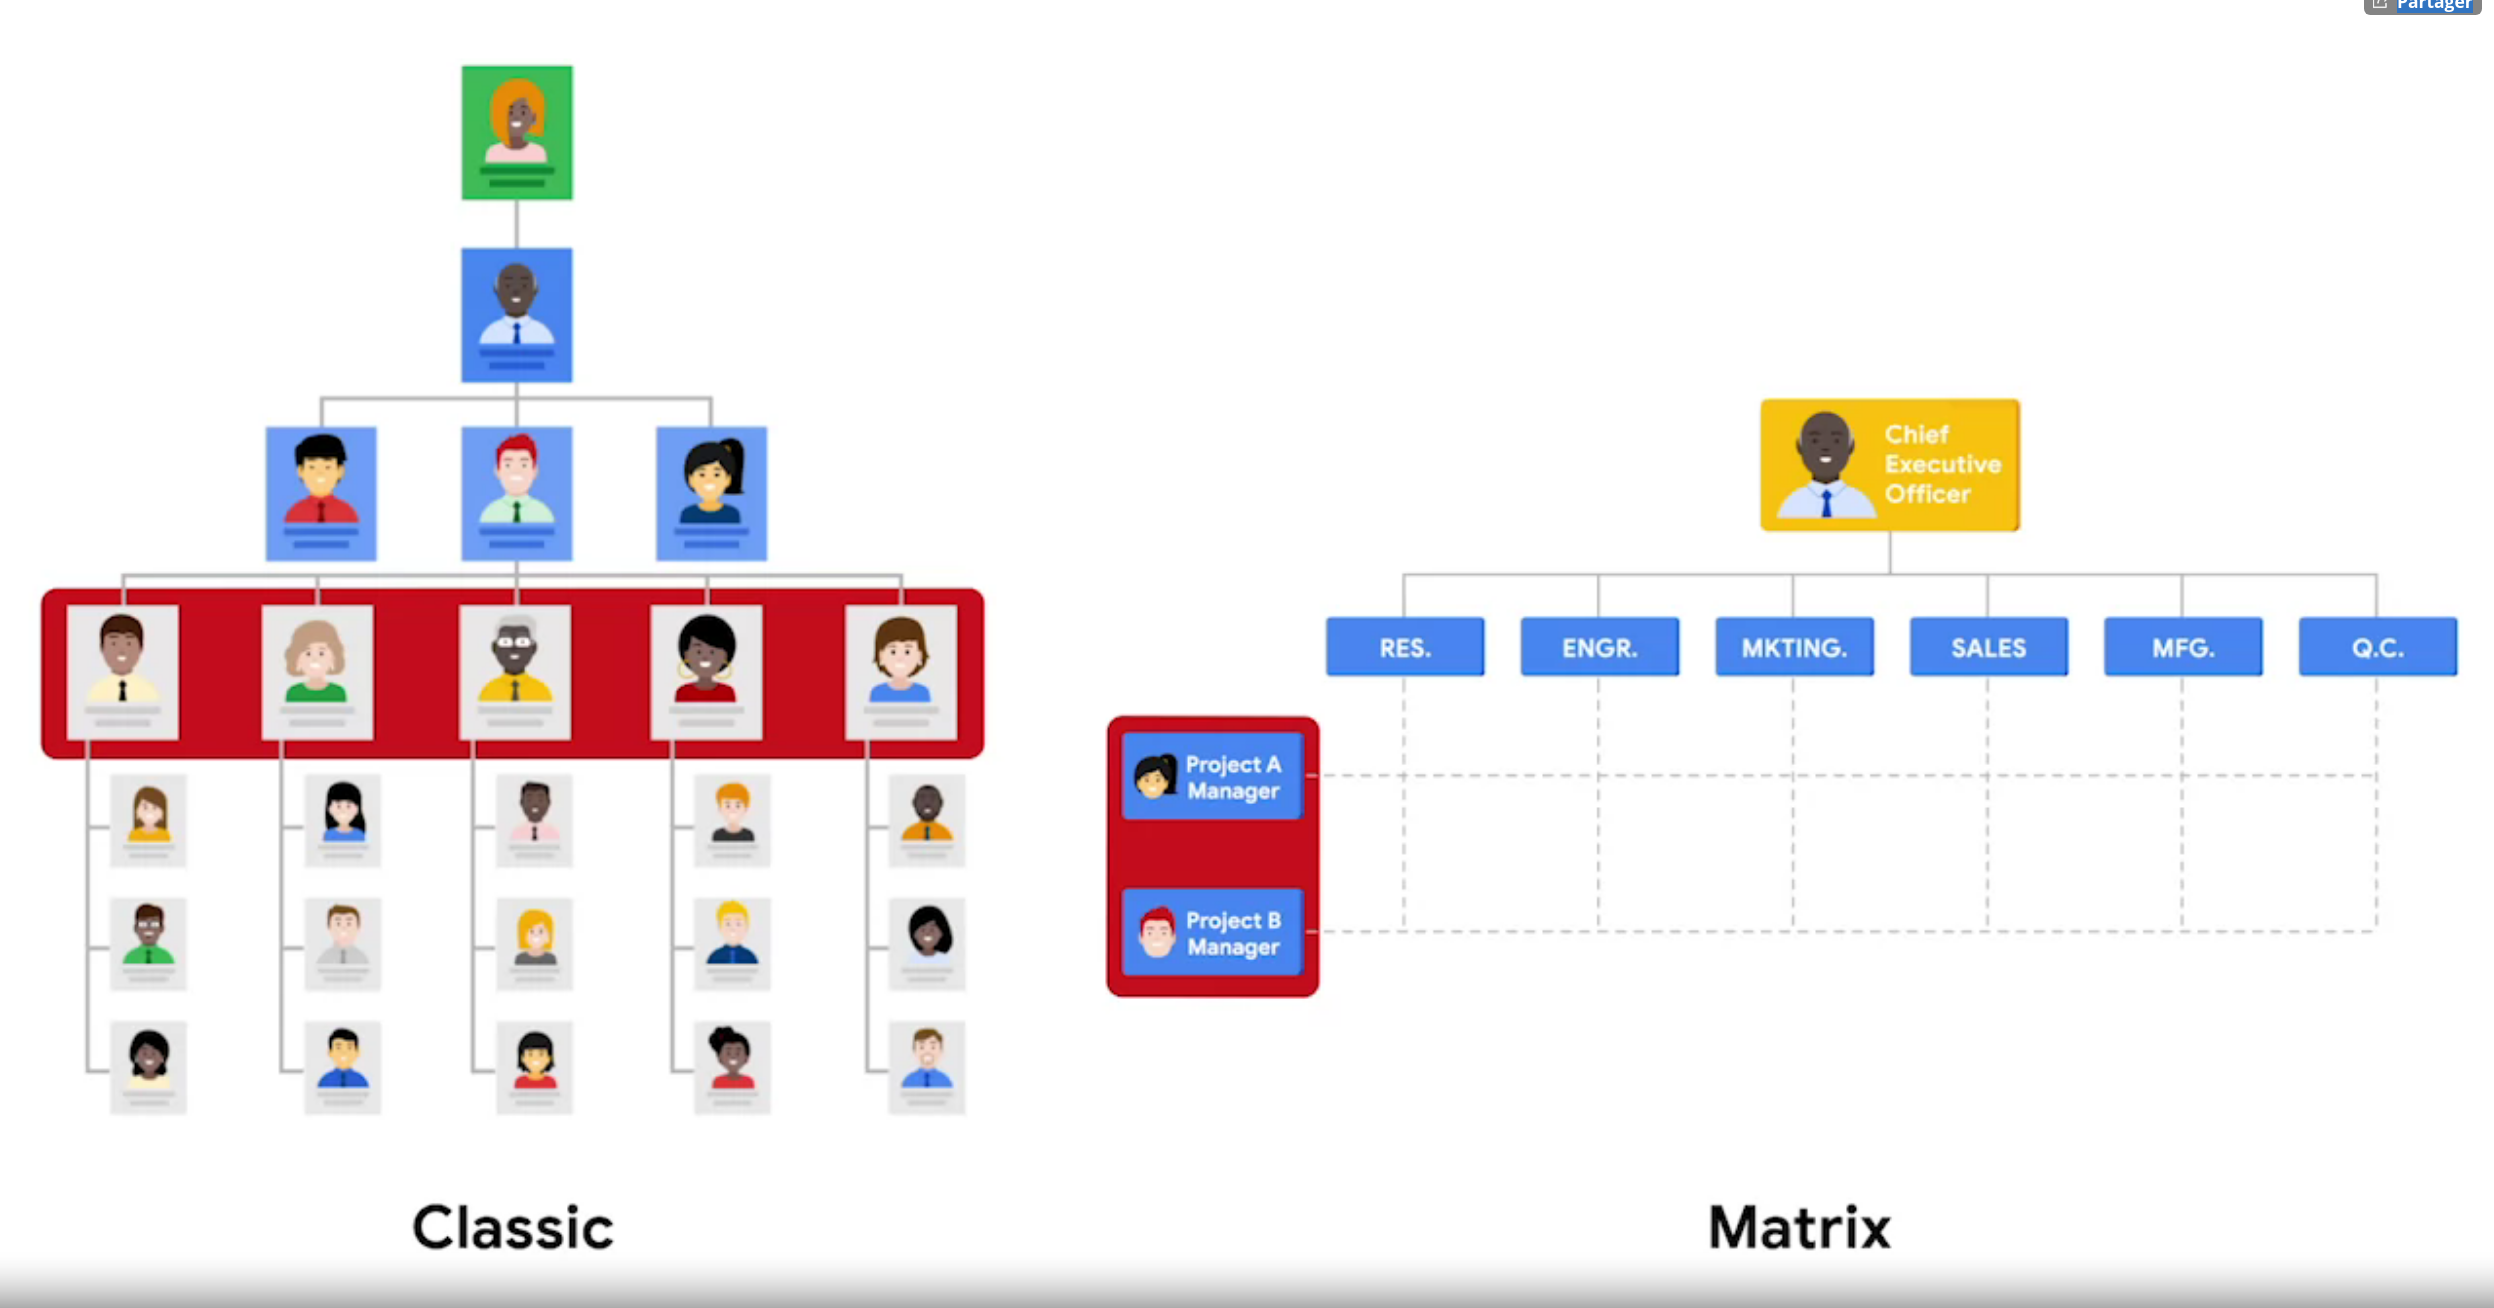 Partager
Chief
Executive
Officer
RES.
ENGR.
MKTING.
SALES
MFG.
Q.C.
Project A
Manager
Project B
Manager
Classic
Matrix